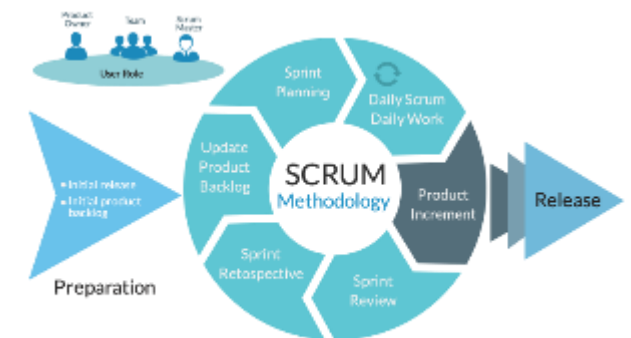 Product
Owner
Team
Scrum
Master
User Role
Sprint
Planning
Daily Scrum
Daily Work
Update
Product
Backlog
SCRUM
Methodology
Product
Increment
Release
• Initial release
• Initial product
backlog
Sprint
Retospective
Sprint
Review
Preparation